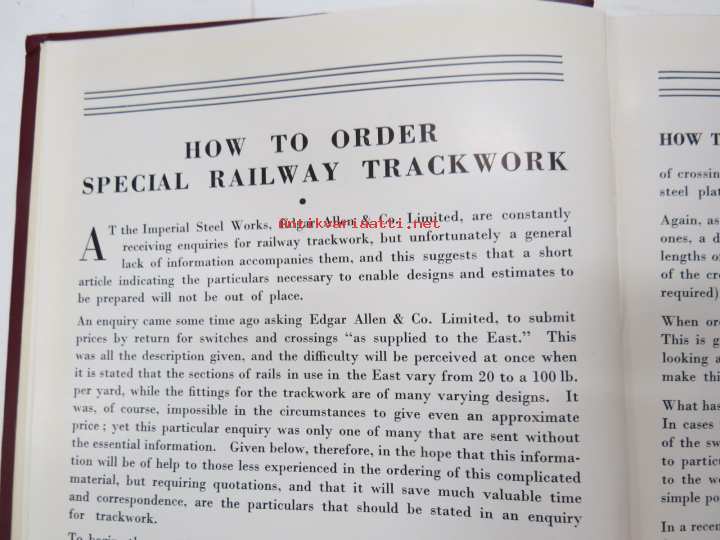 HOW TO ORDER
SPECIAL RAILWAY TRACKWORK
AT the Imperial Steel Works, Edgar Allen & Co. Limited, are constantly
receiving enquiries for railway trackwork, but unfortunately a general
lack of information accompanies them, and this suggests that a short
article indicating the particulars necessary to enable designs and estimates to
be prepared will not be out of place.
An enquiry came some time ago asking Edgar Allen & Co. Limited, to submit
prices by return for switches and crossings “as supplied to the East.” This
was all the description given, and the difficulty will be perceived at once when
it is stated that the sections of rails in use in the East vary from 20 to a 100 lb.
per yard, while the fittings for the trackwork are of many varying designs. It
was, of course, impossible in the circumstances to give even an approximate
price; yet this particular enquiry was only one of many that are sent without
the essential information. Given below, therefore, in the hope that this informa-
tion will be of help to those less experienced in the ordering of this complicated
material, but requiring quotations, and that it will save much valuable time
and correspondence, are the particulars that should be stated in an enquiry
for trackwork.
To begin
antikvariaatti.net
HOW T
of crossin
steel plat
Again, as
ones, a d
lengths o
of the cr
required)
When or
This is g
looking a
make thi
What has
In cases
of the sw
to particu
to the w
simple po
In a recen